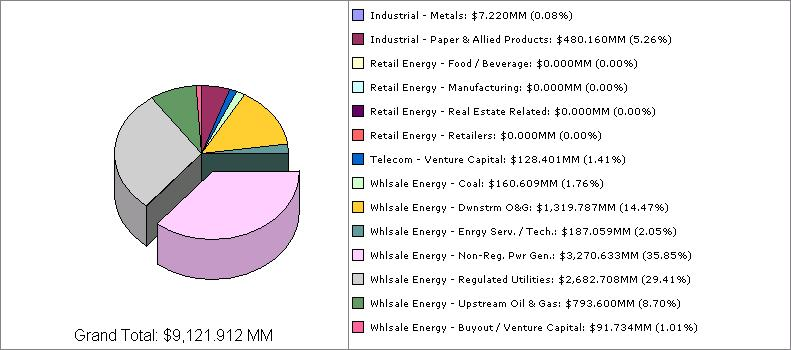 Industrial - Metals: $7.220MM (0.08%)
Industrial - Paper & Allied Products: $480.160MM (5.26%)
Retail Energy - Food / Beverage: $0.000MM (0.00%)
Retail Energy - Manufacturing: $0.000MM (0.00%)
Retail Energy - Real Estate Related: $0.000MM (0.00%)
Retail Energy - Retailers: $0.000MM (0.00%)
Telecom - Venture Capital: $128.401MM (1.41%)
Whlsale Energy - Coal: $160.609MM (1.76%)
Whlsale Energy - Dwnstrm O&G: $1,319.787MM (14.47%)
Whlsale Energy - Enrgy Serv. / Tech.: $187.059MM (2.05%)
Whlsale Energy - Non-Reg. Pwr Gen.: $3,270.633MM (35.85%)
Whlsale Energy - Regulated Utilities: $2,682.708MM (29.41%)
Whlsale Energy - Upstream Oil & Gas: $793.600MM (8.70%)
Whlsale Energy - Buyout / Venture Capital: $91.734MM (1.01%)
Grand Total: $9,121.912 MM